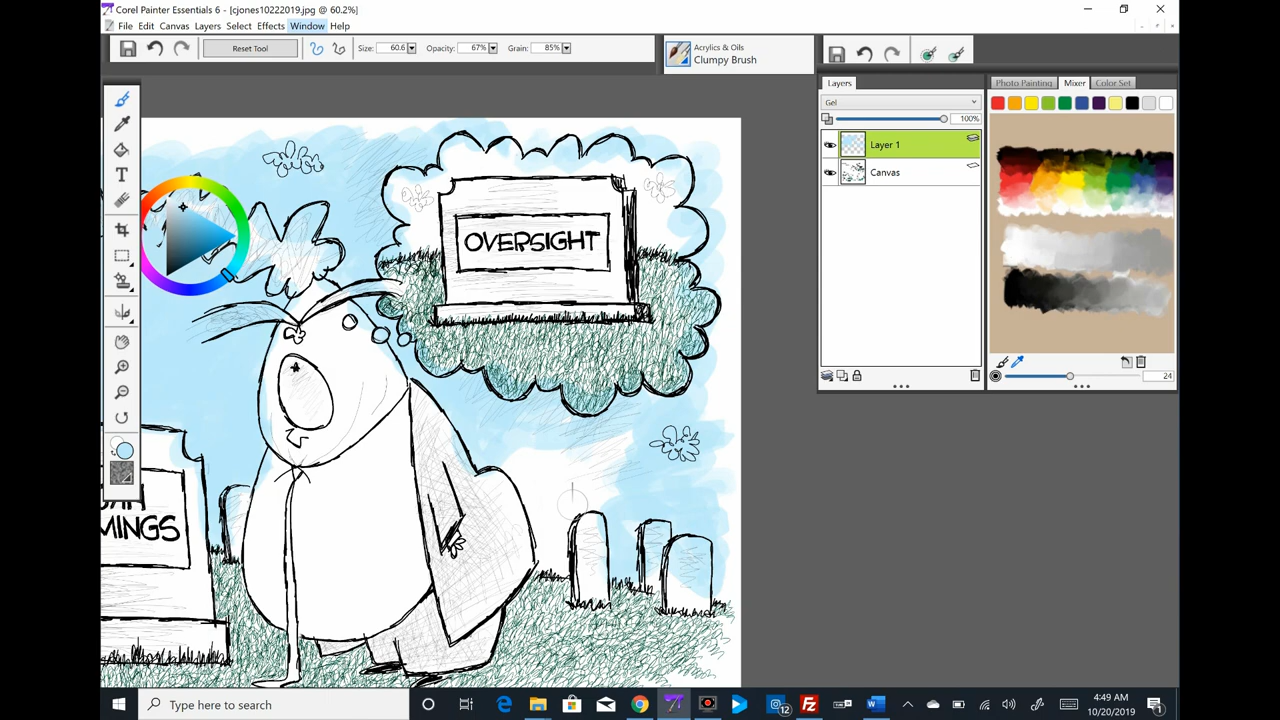 Corel Painter Essentials 6 - [cjones10222019.jpg @ 60.2%]
File Edit Canvas Layers Select Effects Window Help
Reset Tool
Size: 60.6
Opacity: 67%
Grain: 85%
Acrylics & Oils
Clumpy Brush
Layers
Gel
100%
Layer 1
Canvas
Photo Painting Mixer Color Set
24
OVERSIGHT
MINGS
Type here to search
12
4:49 AM
10/20/2019
1